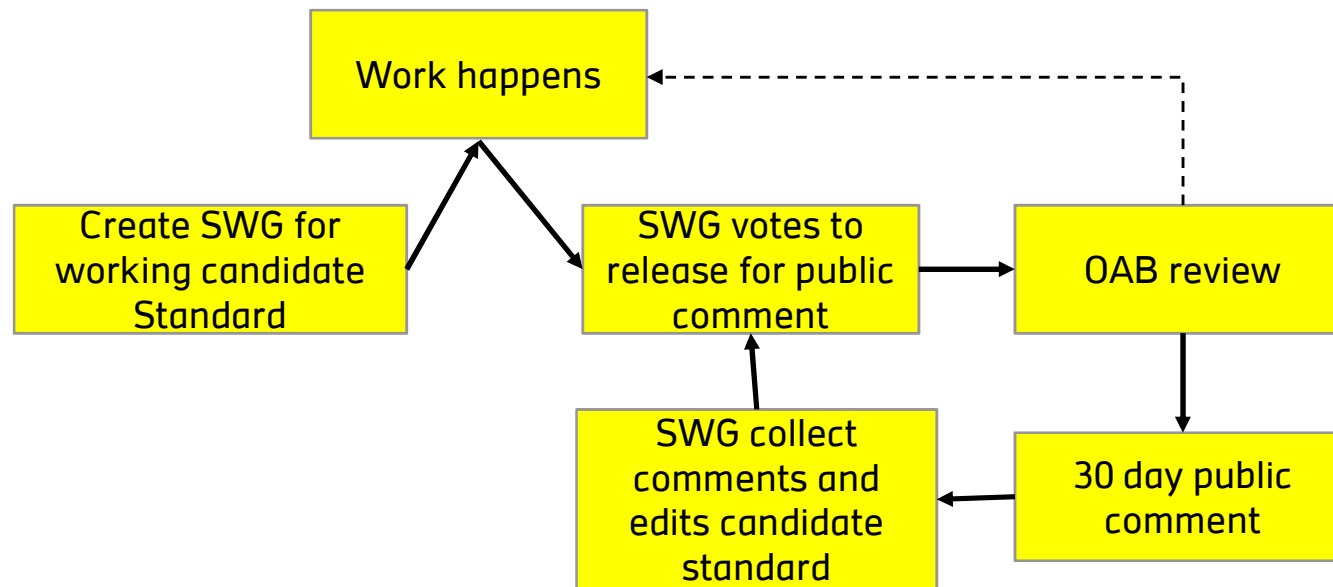 Work happens
Create SWG for
working candidate
Standard
SWG votes to
release for public
comment
OAB review
SWG collect
comments and
edits candidate
standard
30 day public
comment